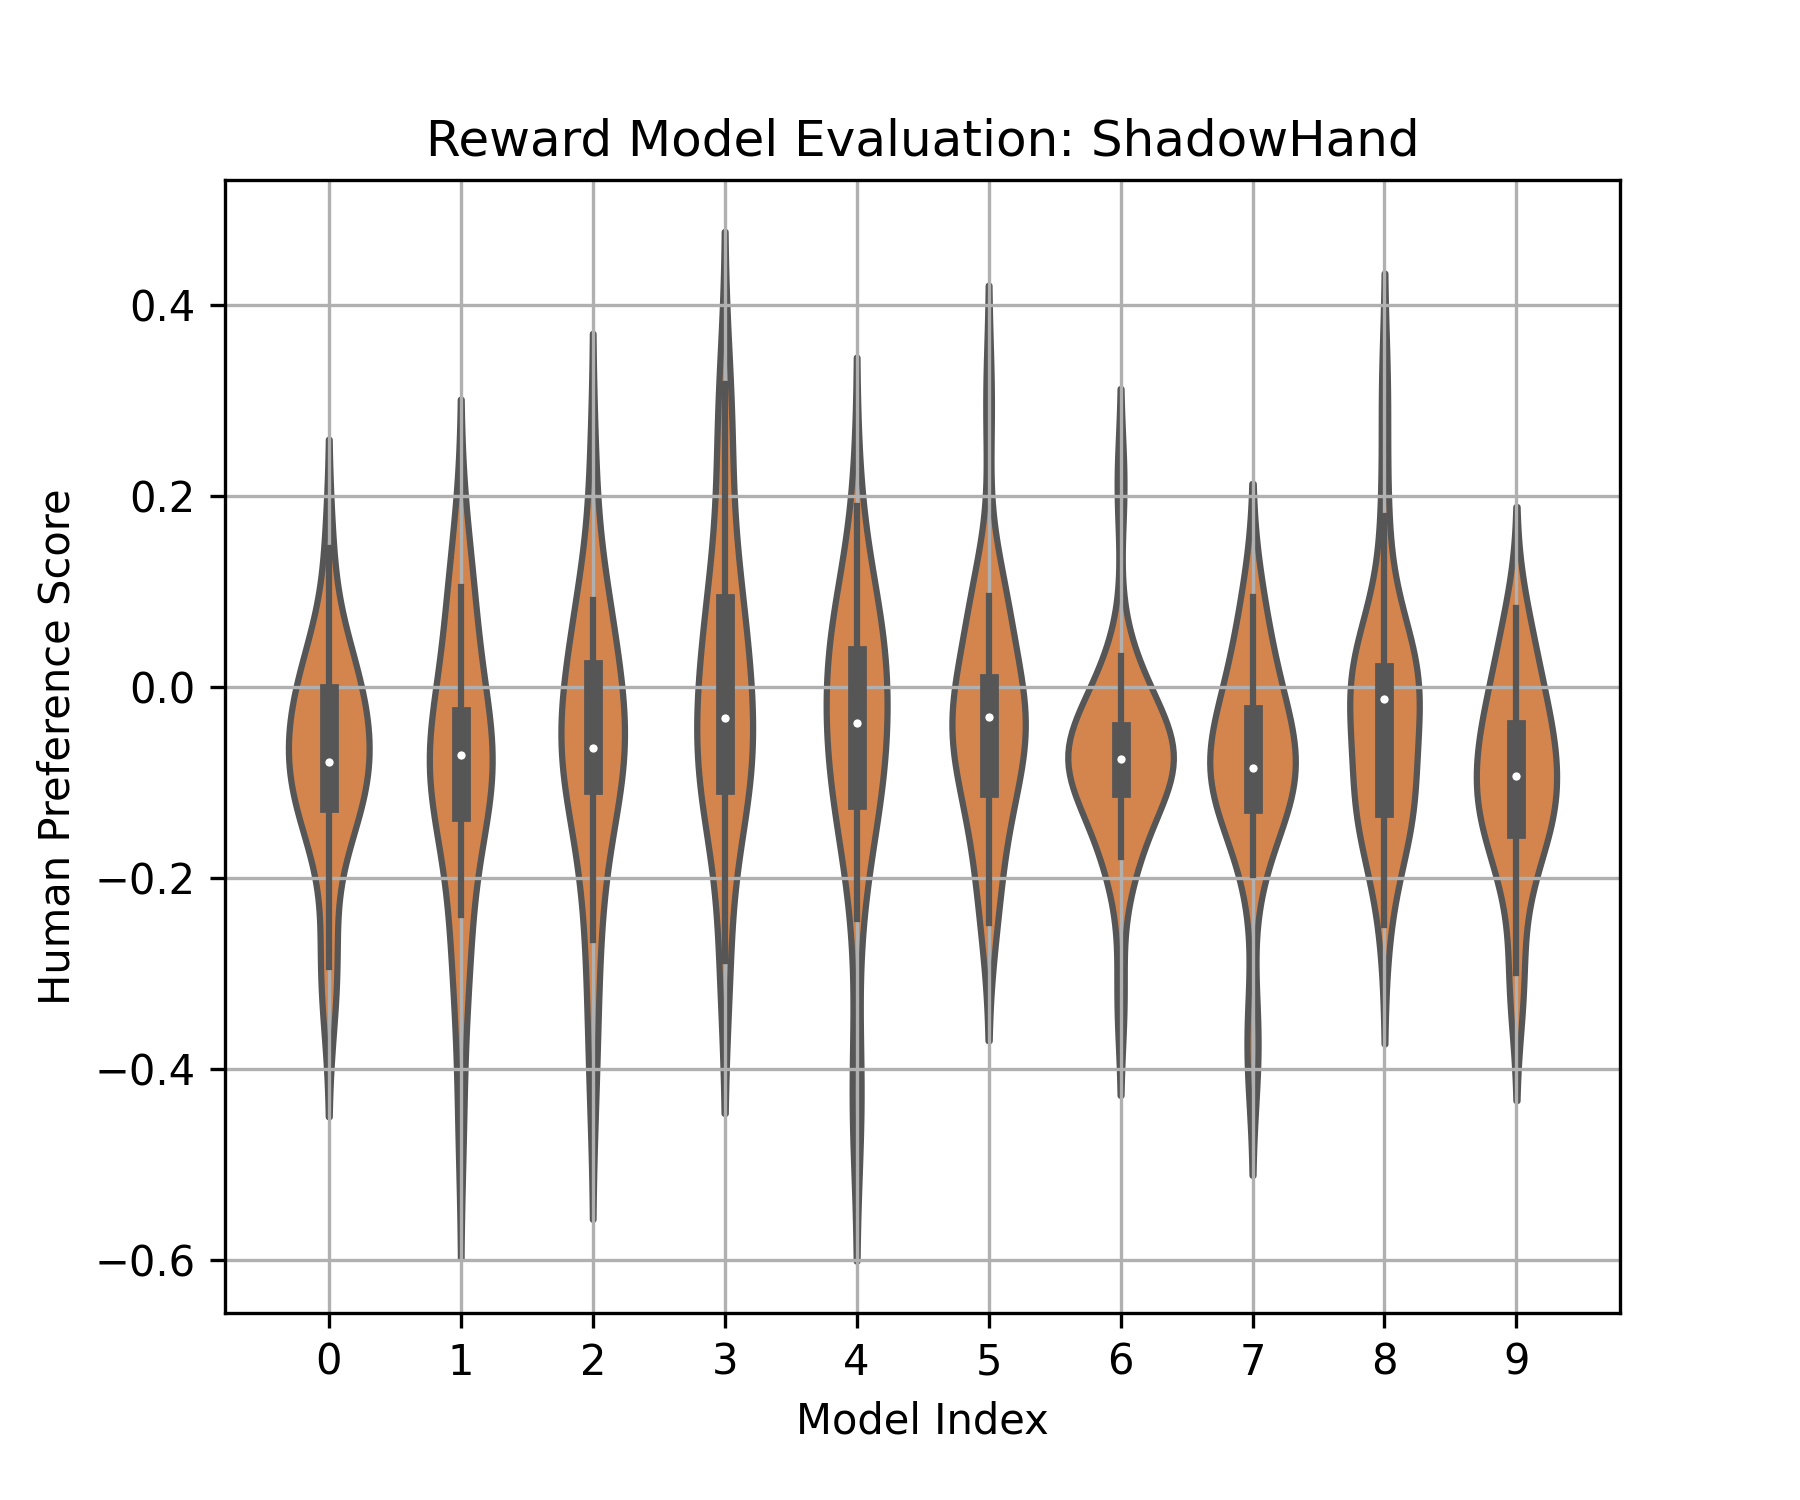 Reward Model Evaluation: ShadowHand
Human Preference Score
0.4
0.2
0.0
−0.2
−0.4
−0.6
0 1 2 3 4 5 6 7 8 9
Model Index